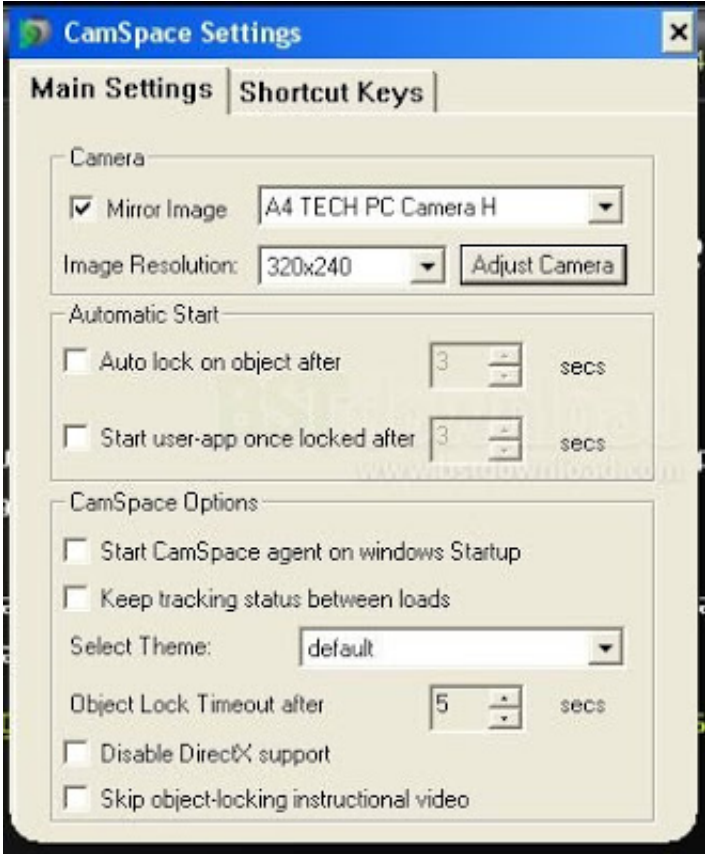 CamSpace Settings
Main Settings Shortcut Keys
Camera
Mirror Image A4 TECH PC Camera H
Image Resolution: 320x240 Adjust Camera
Automatic Start
Auto lock on object after 3 secs
Start user-app once locked after 3 secs
www.bstdownload.com
CamSpace Options
Start CamSpace agent on windows Startup
Keep tracking status between loads
Select Theme: default
Object Lock Timeout after 5 secs
Disable DirectX support
Skip object-locking instructional video